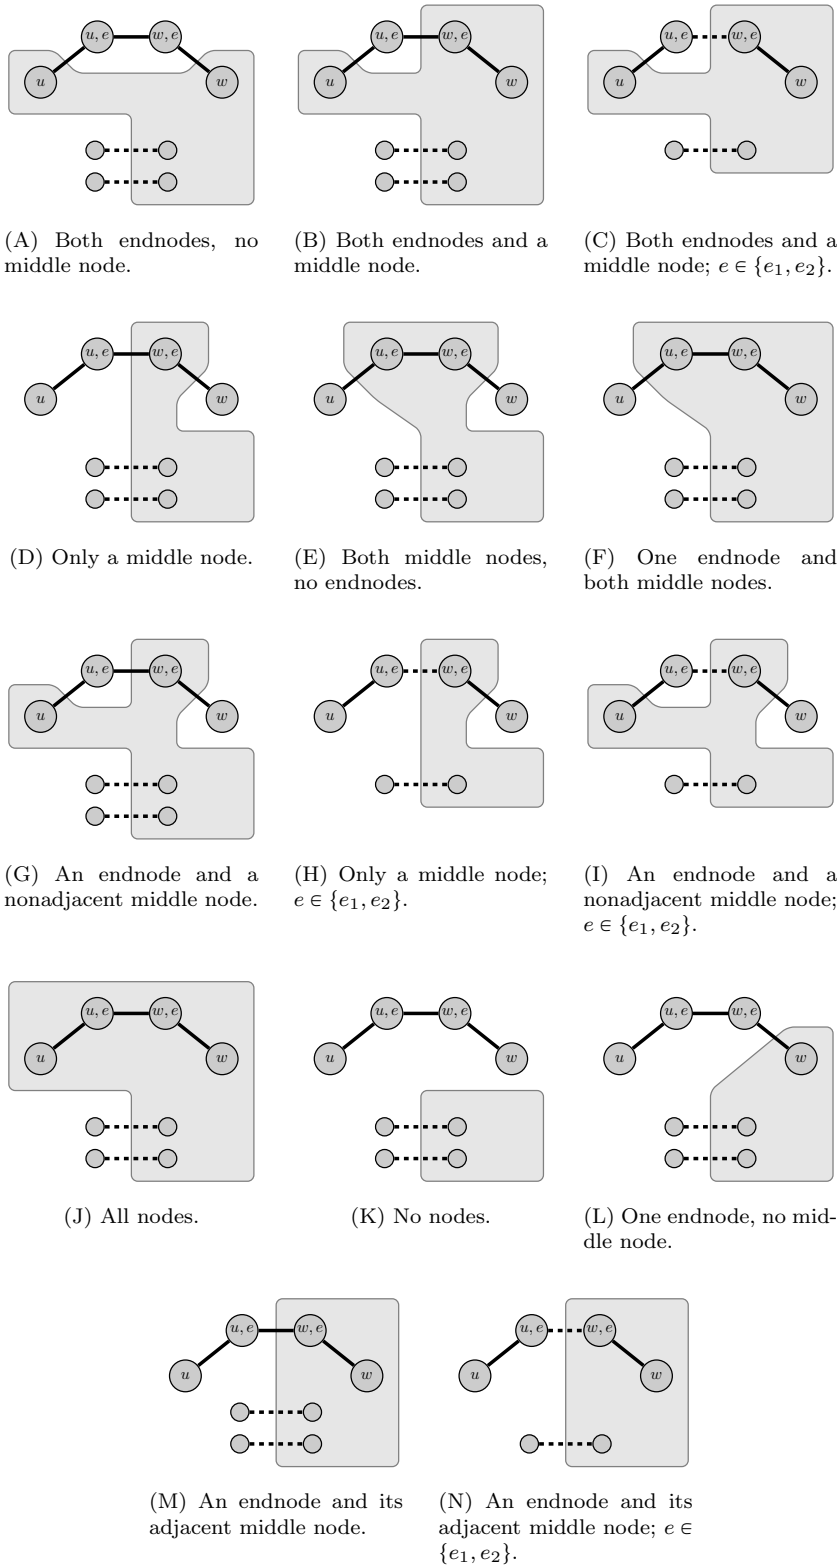 u, e w, e u, e w, e u, e w, e
u w u w u w
(A) Both endnodes, no (B) Both endnodes and a (C) Both endnodes and a
middle node. middle node. middle node; e ∈ {e₁, e₂}.
u, e w, e u, e w, e u, e w, e
u w u w u w
(D) Only a middle node. (E) Both middle nodes, (F) One endnode and
no endnodes. both middle nodes.
u, e w, e u, e w, e u, e w, e
u w u w u w
(G) An endnode and a (H) Only a middle node; (I) An endnode and a
nonadjacent middle node. e ∈ {e₁, e₂}. nonadjacent middle node;
e ∈ {e₁, e₂}.
u, e w, e u, e w, e u, e w, e
u w u w u w
(J) All nodes. (K) No nodes. (L) One endnode, no mid-
dle node.
u, e w, e u, e w, e
u w u w
(M) An endnode and its (N) An endnode and its
adjacent middle node. adjacent middle node; e ∈
{e₁, e₂}.